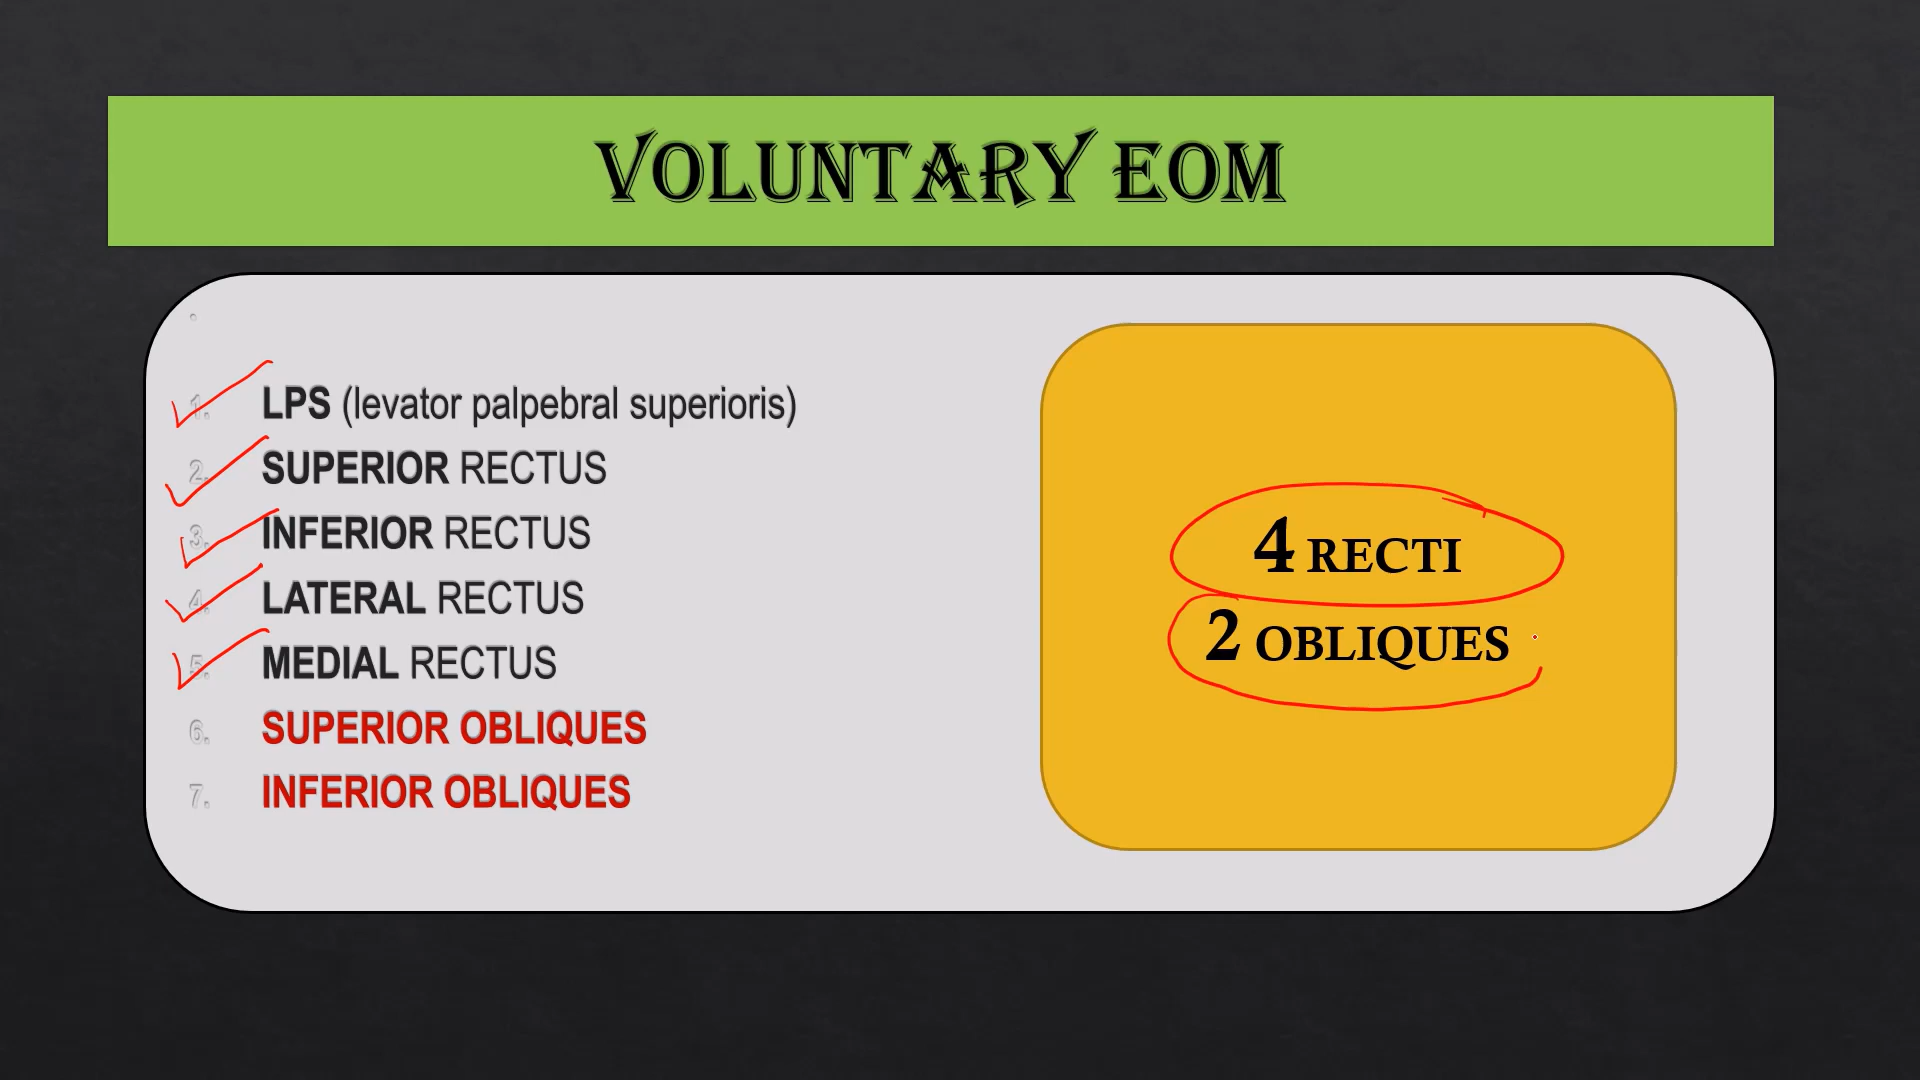 VOLUNTARY EOM
1. LPS (levator palpebral superioris)
2. SUPERIOR RECTUS
3. INFERIOR RECTUS
4. LATERAL RECTUS
5. MEDIAL RECTUS
6. SUPERIOR OBLIQUES
7. INFERIOR OBLIQUES
4 RECTI
2 OBLIQUES